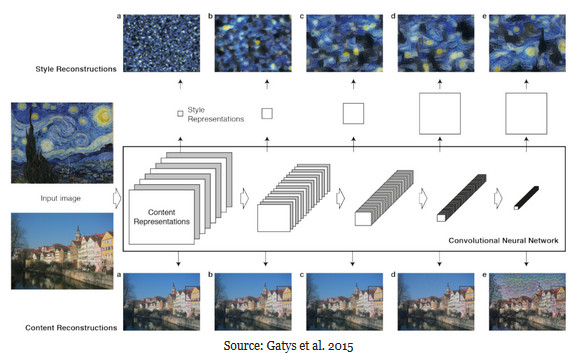 a b c d e
Style Reconstructions
Style
Representations
Input image
Content
Representations
Convolutional Neural Network
a b c d e
Content Reconstructions
Source: Gatys et al. 2015